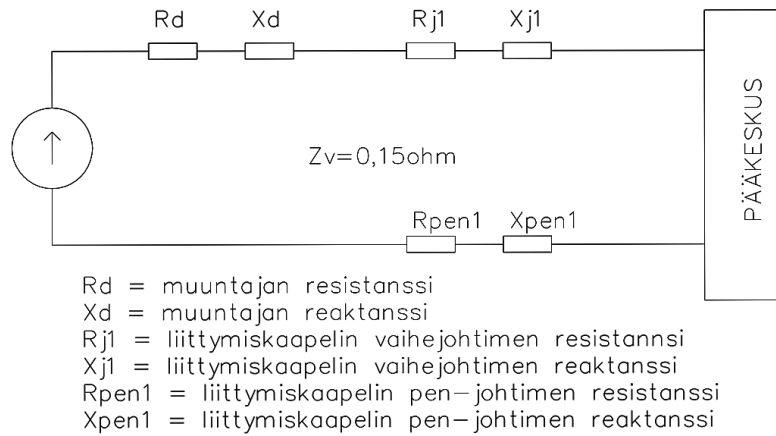 Rd Xd Rj1 Xj1
Zv=0,15ohm
PÄÄKESKUS
Rpen1 Xpen1
Rd = muuntajan resistanssi
Xd = muuntajan reaktanssi
Rj1 = liittymiskaapelin vaihejohtimen resistannsi
Xj1 = liittymiskaapelin vaihejohtimen reaktanssi
Rpen1 = liittymiskaapelin pen-johtimen resistanssi
Xpen1 = liittymiskaapelin pen-johtimen reaktanssi